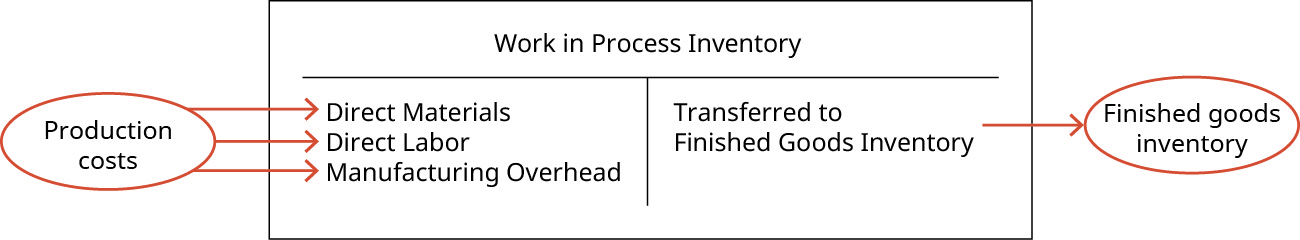 Work in Process Inventory
Production
costs
Direct Materials
Direct Labor
Manufacturing Overhead
Transferred to
Finished Goods Inventory
Finished goods
inventory